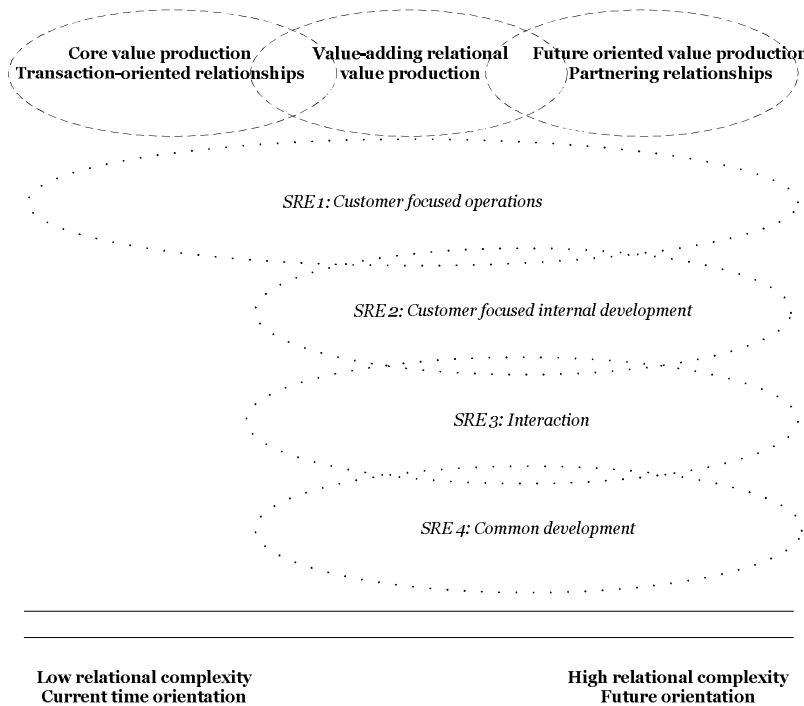 Core value production
Transaction-oriented relationships
Value-adding relational
value production
Future oriented value production
Partnering relationships
SRE 1: Customer focused operations
SRE 2: Customer focused internal development
SRE 3: Interaction
SRE 4: Common development
Low relational complexity
Current time orientation
High relational complexity
Future orientation